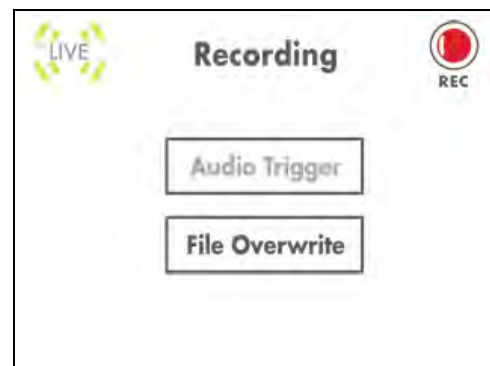 LIVE
Recording
REC
Audio Trigger
File Overwrite